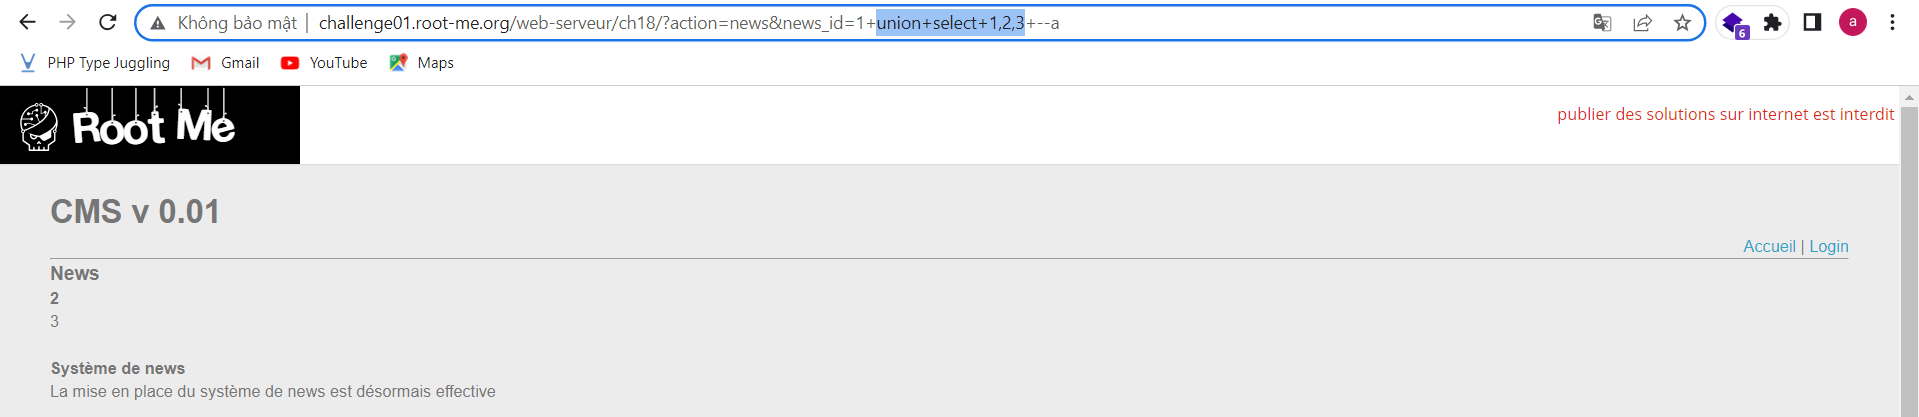 Không bảo mật | challenge01.root-me.org/web-serveur/ch18/?action=news&news_id=1+union+select+1,2,3+--a
6
a
PHP Type Juggling Gmail YouTube Maps
Root Me
publier des solutions sur internet est interdit
CMS v 0.01
Accueil | Login
News
2
3
Système de news
La mise en place du système de news est désormais effective